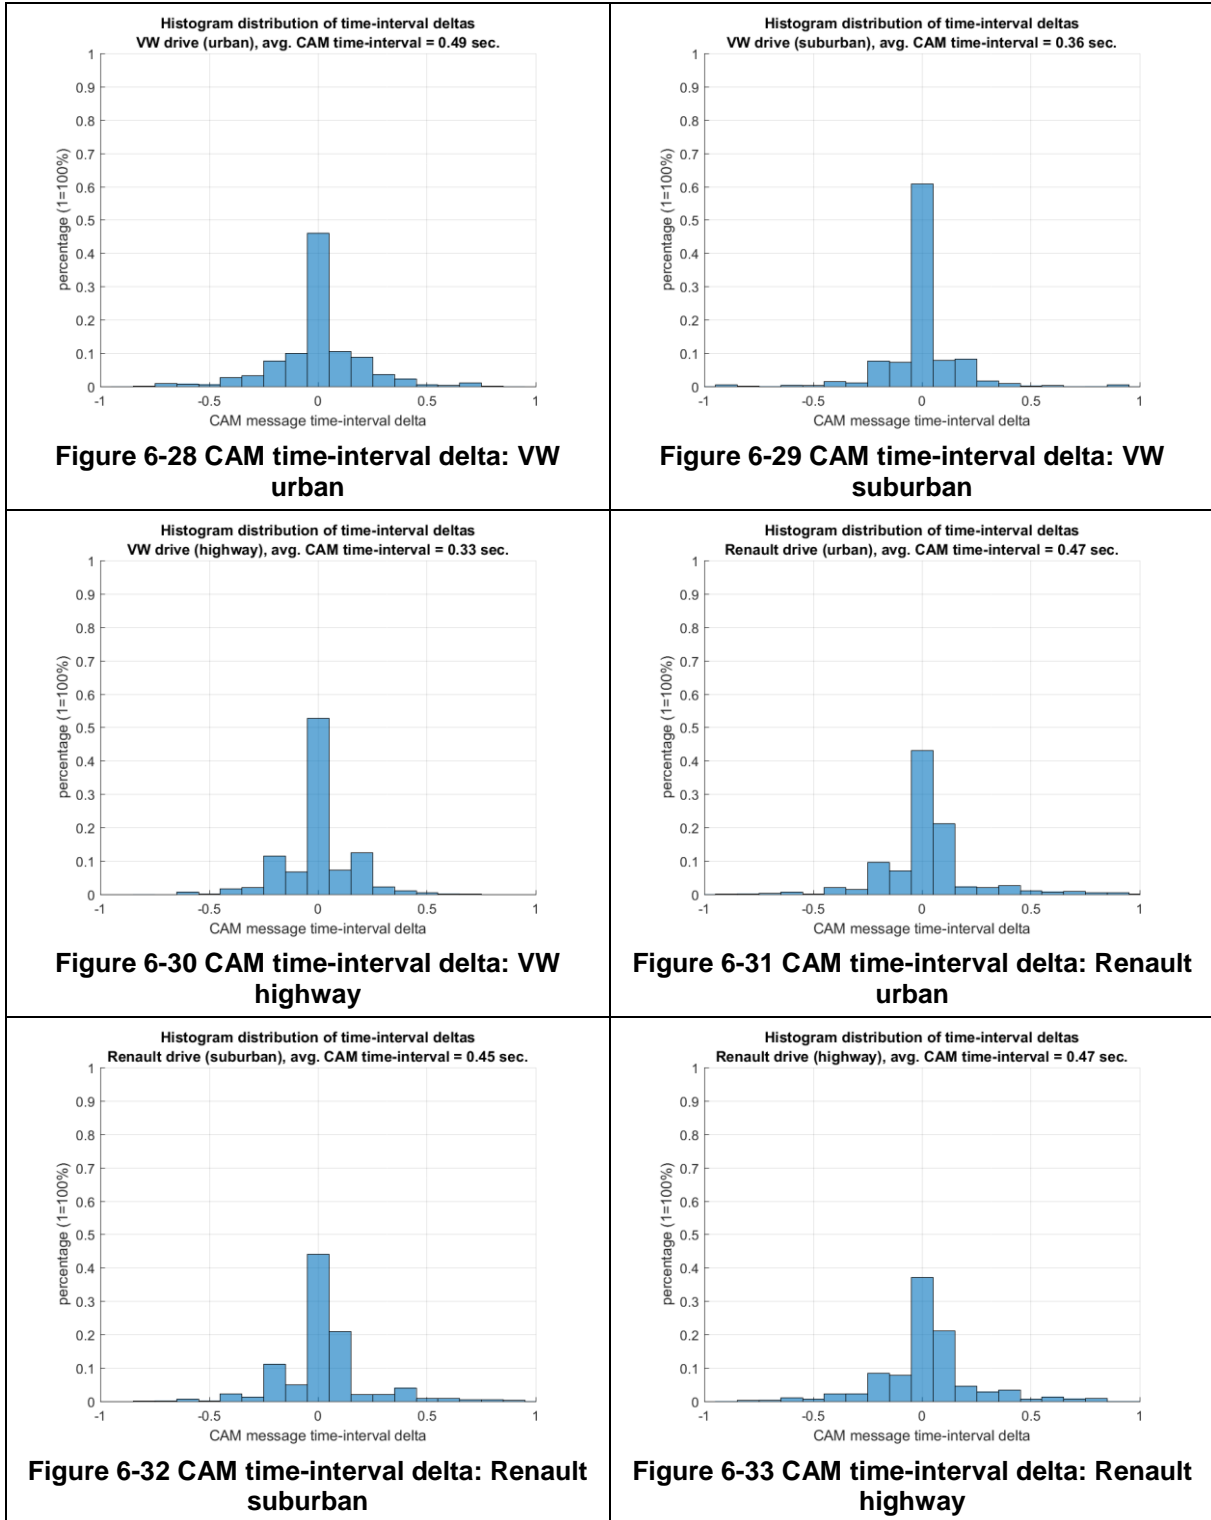 Histogram distribution of time-interval deltas
VW drive (urban), avg. CAM time-interval = 0.49 sec.
1
0.9
0.8
0.7
0.6
0.5
0.4
0.3
0.2
0.1
0
percentage (1=100%)
-1 -0.5 0 0.5 1
CAM message time-interval delta
Figure 6-28 CAM time-interval delta: VW
urban
Histogram distribution of time-interval deltas
VW drive (suburban), avg. CAM time-interval = 0.36 sec.
1
0.9
0.8
0.7
0.6
0.5
0.4
0.3
0.2
0.1
0
percentage (1=100%)
-1 -0.5 0 0.5 1
CAM message time-interval delta
Figure 6-29 CAM time-interval delta: VW
suburban
Histogram distribution of time-interval deltas
VW drive (highway), avg. CAM time-interval = 0.33 sec.
1
0.9
0.8
0.7
0.6
0.5
0.4
0.3
0.2
0.1
0
percentage (1=100%)
-1 -0.5 0 0.5 1
CAM message time-interval delta
Figure 6-30 CAM time-interval delta: VW
highway
Histogram distribution of time-interval deltas
Renault drive (urban), avg. CAM time-interval = 0.47 sec.
1
0.9
0.8
0.7
0.6
0.5
0.4
0.3
0.2
0.1
0
percentage (1=100%)
-1 -0.5 0 0.5 1
CAM message time-interval delta
Figure 6-31 CAM time-interval delta: Renault
urban
Histogram distribution of time-interval deltas
Renault drive (suburban), avg. CAM time-interval = 0.45 sec.
1
0.9
0.8
0.7
0.6
0.5
0.4
0.3
0.2
0.1
0
percentage (1=100%)
-1 -0.5 0 0.5 1
CAM message time-interval delta
Figure 6-32 CAM time-interval delta: Renault
suburban
Histogram distribution of time-interval deltas
Renault drive (highway), avg. CAM time-interval = 0.47 sec.
1
0.9
0.8
0.7
0.6
0.5
0.4
0.3
0.2
0.1
0
percentage (1=100%)
-1 -0.5 0 0.5 1
CAM message time-interval delta
Figure 6-33 CAM time-interval delta: Renault
highway